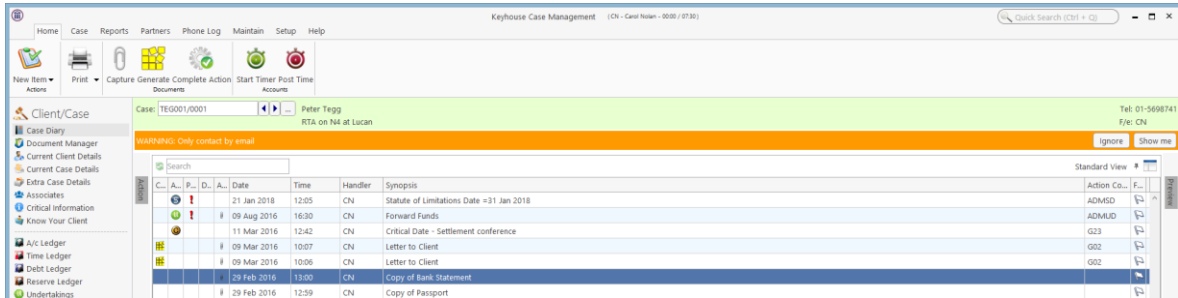 Keyhouse Case Management (CN - Carol Nolan - 00:00 / 07:30)
Quick Search (Ctrl + Q)
Home Case Reports Partners Phone Log Maintain Setup Help
New Item Print Capture Generate Complete Action Start Timer Post Time
Actions Documents Accounts
Client/Case
Case Diary
Document Manager
Current Client Details
Current Case Details
Extra Case Details
Associates
Critical Information
Know Your Client
A/c Ledger
Time Ledger
Debt Ledger
Reserve Ledger
Undertakings
Case: TEG001/0001 ... Peter Tegg Tel: 01-5698741
RTA on N4 at Lucan F/e: CN
WARNING: Only contact by email Ignore Show me
Action
Search Standard View
Preview
C... A... P... D.. A... Date Time Handler Synopsis Action Co... F...
21 Jan 2018 12:05 CN Statute of Limitations Date =31 Jan 2018 ADMSD
09 Aug 2016 16:30 CN Forward Funds ADMUD
11 Mar 2016 12:42 CN Critical Date - Settlement conference G23
09 Mar 2016 10:07 CN Letter to Client G02
09 Mar 2016 10:06 CN Letter to Client G02
29 Feb 2016 13:00 CN Copy of Bank Statement
29 Feb 2016 12:59 CN Copy of Passport